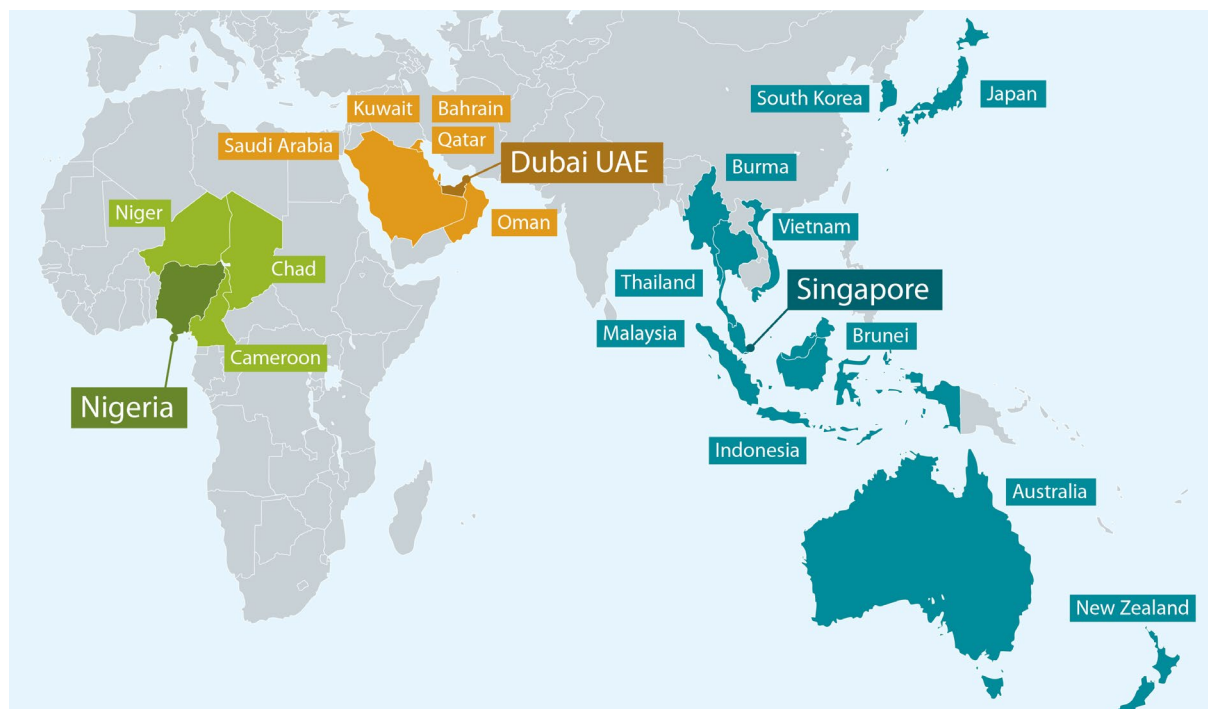 South Korea
Japan
Kuwait
Bahrain
Saudi Arabia
Qatar
Dubai UAE
Burma
Niger
Oman
Vietnam
Chad
Thailand
Singapore
Malaysia
Brunei
Cameroon
Nigeria
Indonesia
Australia
New Zealand